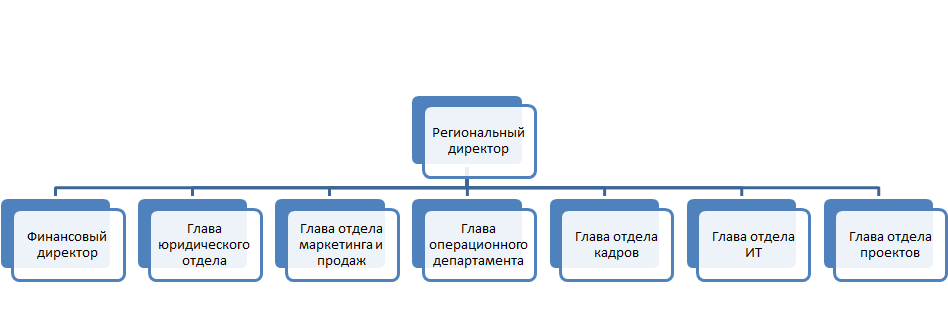 Региональный
директор
Финансовый
директор
Глава
юридического
отдела
Глава отдела
маркетинга и
продаж
Глава
операционного
департамента
Глава отдела
кадров
Глава отдела
ИТ
Глава отдела
проектов